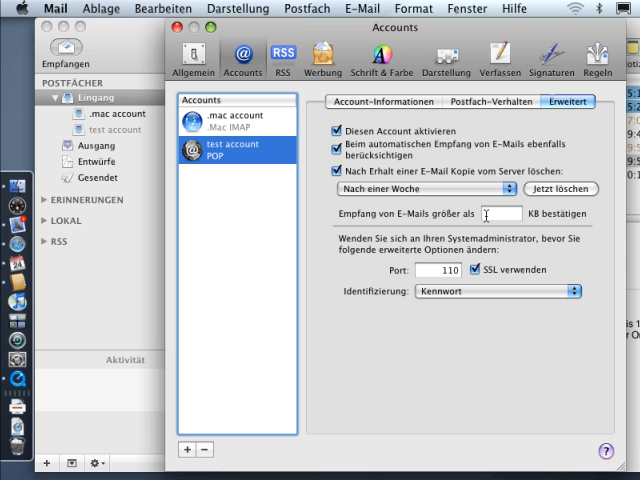 Mail Ablage Bearbeiten Darstellung Postfach E-Mail Format Fenster Hilfe
Accounts
Empfangen
Allgemein Accounts RSS Werbung Schrift & Farbe Darstellung Verfassen Signaturen Regeln
RSS
POSTFÄCHER
Eingang
.mac account
test account
Ausgang
Entwürfe
Gesendet
ERINNERUNGEN
LOKAL
RSS
Aktivität
Accounts
.mac account
.Mac IMAP
test account
POP
Account-Informationen Postfach-Verhalten Erweitert
Diesen Account aktivieren
Beim automatischen Empfang von E-Mails ebenfalls
berücksichtigen
Nach Erhalt einer E-Mail Kopie vom Server löschen:
Nach einer Woche Jetzt löschen
Empfang von E-Mails größer als KB bestätigen
Wenden Sie sich an Ihren Systemadministrator, bevor Sie
folgende erweiterte Optionen ändern:
Port: 110 SSL verwenden
Identifizierung: Kennwort